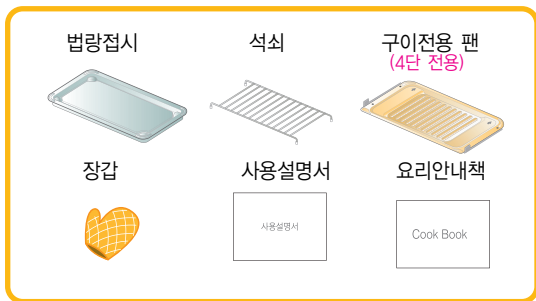 법랑접시
석쇠
구이전용 팬
(4단 전용)
장갑
사용설명서
요리안내책
사용설명서
Cook Book